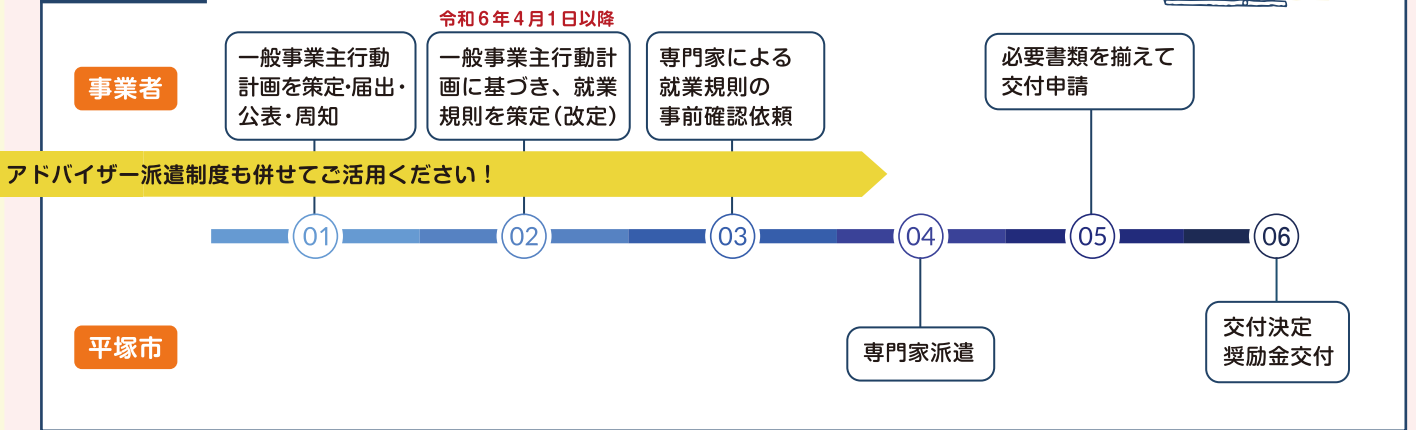 令和6年4月1日以降
事業者
一般事業主行動
計画を策定・届出・
公表・周知
一般事業主行動計
画に基づき、就業
規則を策定（改定）
専門家による
就業規則の
事前確認依頼
必要書類を揃えて
交付申請
アドバイザー派遣制度も併せてご活用ください！
01
02
03
04
05
06
平塚市
専門家派遣
交付決定
奨励金交付